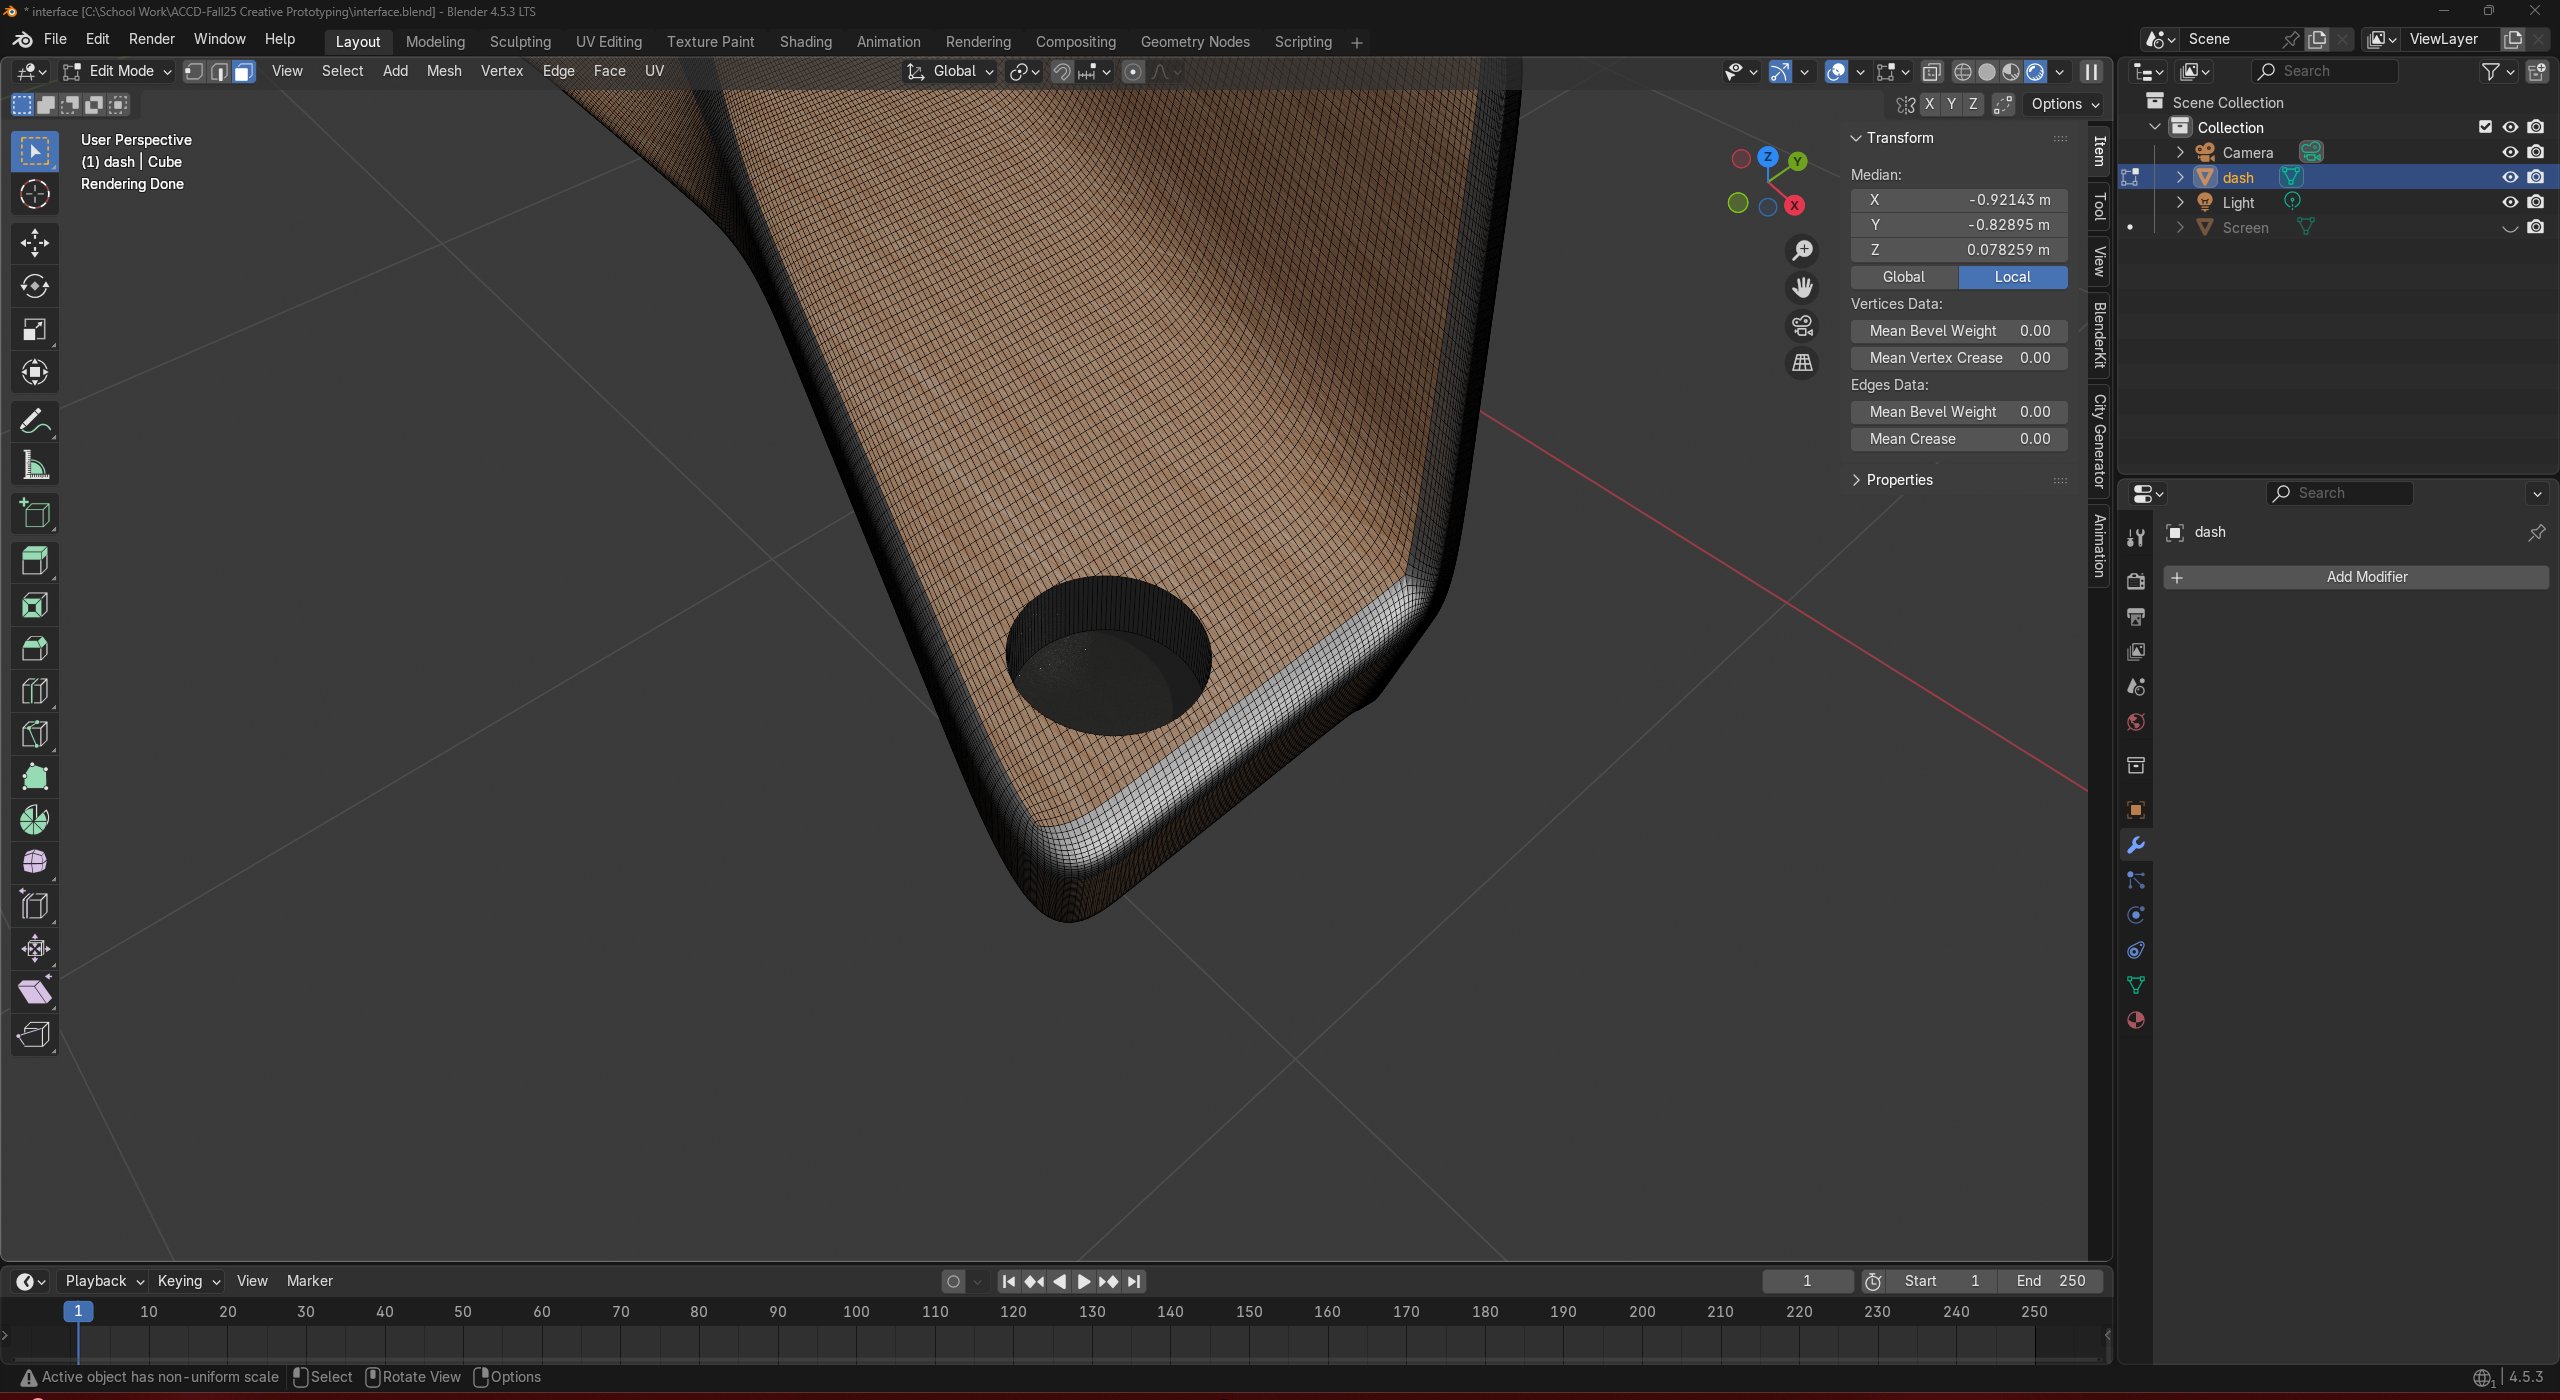 * interface [C:\School Work\ACCD-Fall25 Creative Prototyping\interface.blend] - Blender 4.5.3 LTS
File Edit Render Window Help Layout Modeling Sculpting UV Editing Texture Paint Shading Animation Rendering Compositing Geometry Nodes Scripting + Scene ViewLayer
Edit Mode View Select Add Mesh Vertex Edge Face UV Global Search
X Y Z Options
User Perspective
(1) dash | Cube
Rendering Done
Z Y X
Transform
Median:
X -0.92143 m
Y -0.82895 m
Z 0.078259 m
Global Local
Vertices Data:
Mean Bevel Weight 0.00
Mean Vertex Crease 0.00
Edges Data:
Mean Bevel Weight 0.00
Mean Crease 0.00
Properties
Item
Tool
View
BlenderKit
City Generator
Animation
Scene Collection
Collection
Camera
dash
Light
Screen
Search
dash
+ Add Modifier
Playback Keying View Marker 1 Start 1 End 250
1 10 20 30 40 50 60 70 80 90 100 110 120 130 140 150 160 170 180 190 200 210 220 230 240 250
Active object has non-uniform scale Select Rotate View Options 1 4.5.3